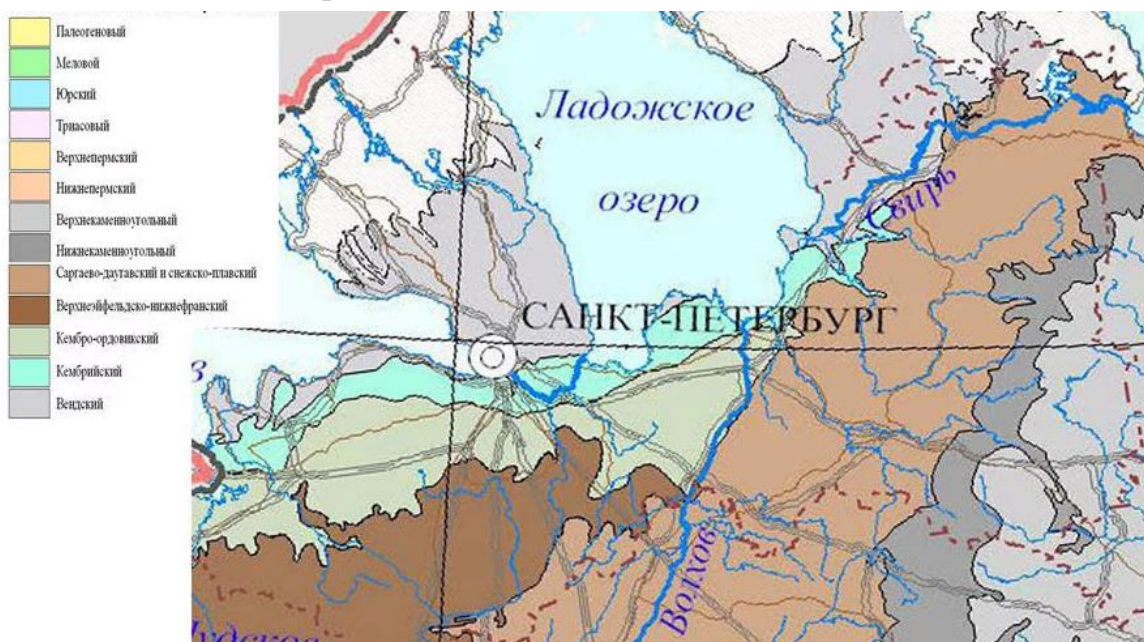 Палеогеновый
Меловой
Юрский
Триасовый
Верхнепермский
Нижнепермский
Верхнекаменноугольный
Нижнекаменноугольный
Саргаево-даугавский и снежско-плавский
Верхнеэйфельдско-нижнефранский
Кембро-ордовикский
Кембрийский
Вендский
Ладожское
озеро
Свирь
САНКТ-ПЕТЕРБУРГ
в
Волхов